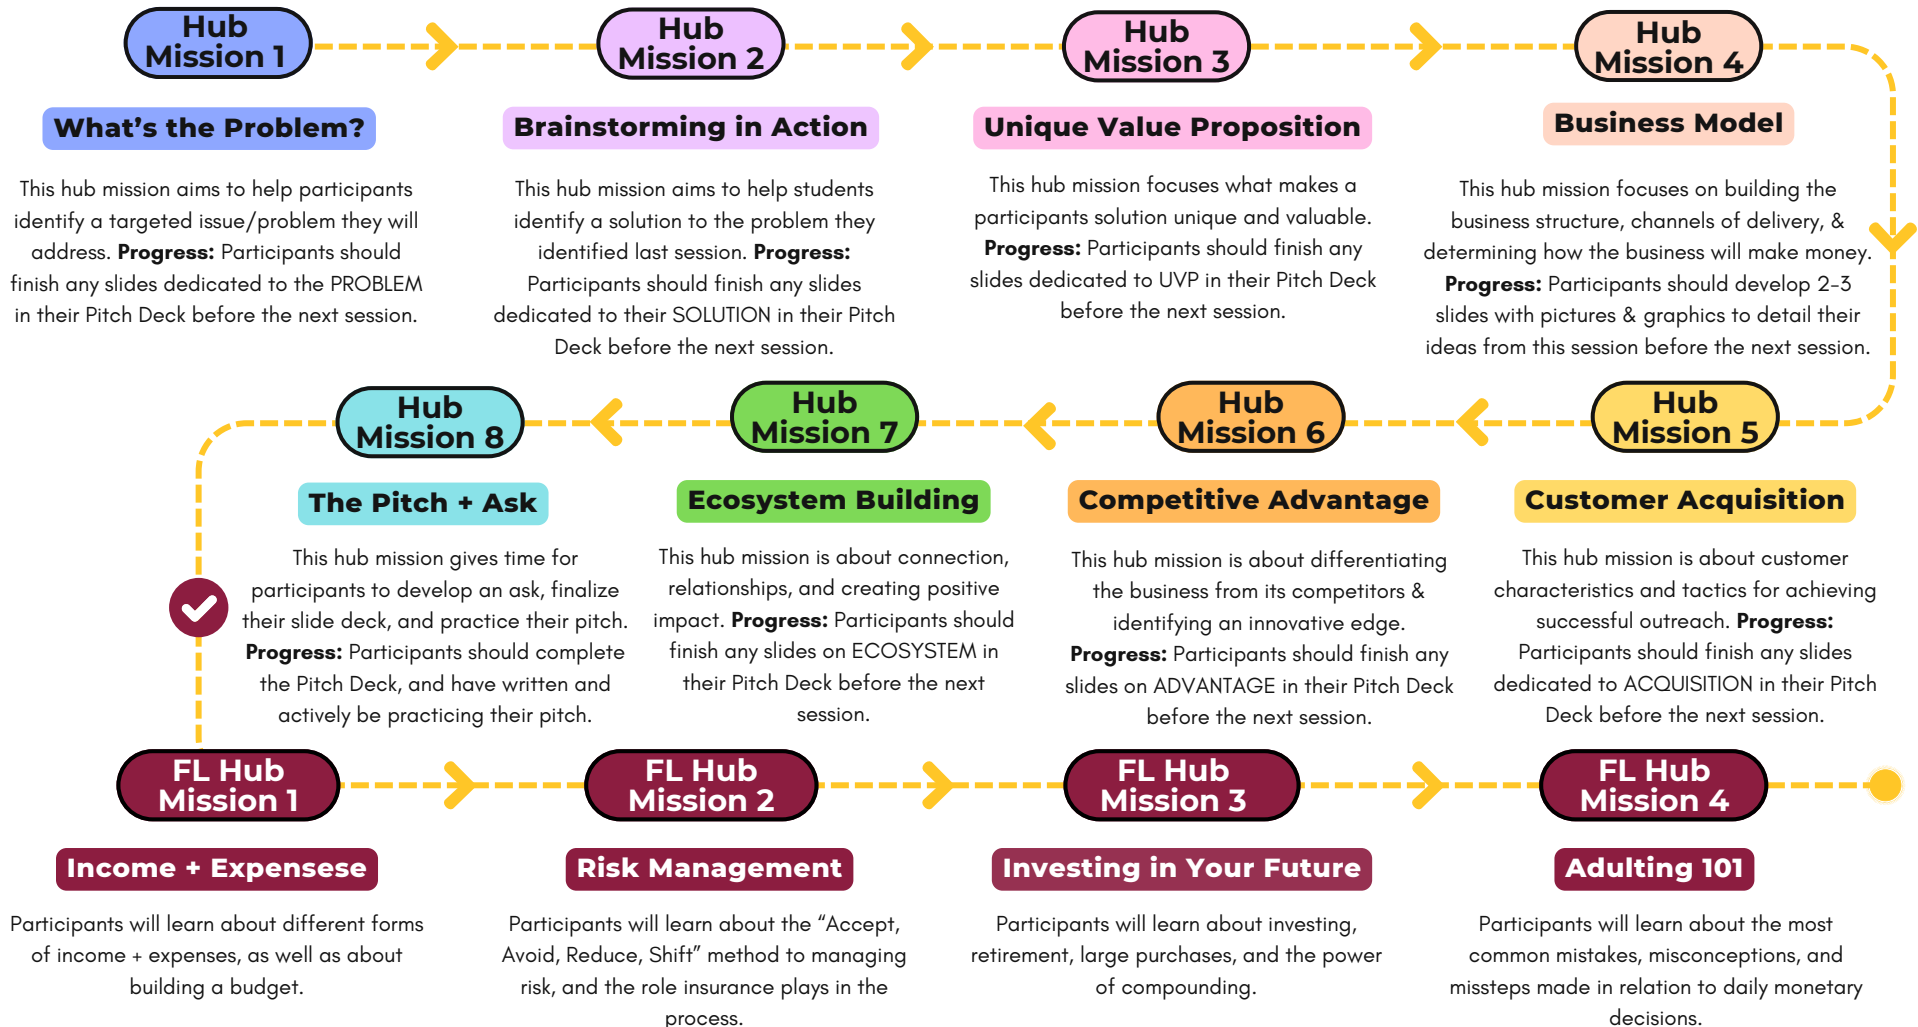 Hub
Mission 1
What's the Problem?
This hub mission aims to help participants
identify a targeted issue/problem they will
address. Progress: Participants should
finish any slides dedicated to the PROBLEM
in their Pitch Deck before the next session.
Hub
Mission 2
Brainstorming in Action
This hub mission aims to help students
identify a solution to the problem they
identified last session. Progress:
Participants should finish any slides
dedicated to their SOLUTION in their Pitch
Deck before the next session.
Hub
Mission 3
Unique Value Proposition
This hub mission focuses what makes a
participants solution unique and valuable.
Progress: Participants should finish any
slides dedicated to UVP in their Pitch Deck
before the next session.
Hub
Mission 4
Business Model
This hub mission focuses on building the
business structure, channels of delivery, &
determining how the business will make money.
Progress: Participants should develop 2-3
slides with pictures & graphics to detail their
ideas from this session before the next session.
Hub
Mission 5
Customer Acquisition
This hub mission is about customer
characteristics and tactics for achieving
successful outreach. Progress:
Participants should finish any slides
dedicated to ACQUISITION in their Pitch
Deck before the next session.
Hub
Mission 6
Competitive Advantage
This hub mission is about differentiating
the business from its competitors &
identifying an innovative edge.
Progress: Participants should finish any
slides on ADVANTAGE in their Pitch Deck
before the next session.
Hub
Mission 7
Ecosystem Building
This hub mission is about connection,
relationships, and creating positive
impact. Progress: Participants should
finish any slides on ECOSYSTEM in
their Pitch Deck before the next
session.
Hub
Mission 8
The Pitch + Ask
This hub mission gives time for
participants to develop an ask, finalize
their slide deck, and practice their pitch.
Progress: Participants should complete
the Pitch Deck, and have written and
actively be practicing their pitch.
FL Hub
Mission 1
Income + Expensese
Participants will learn about different forms
of income + expenses, as well as about
building a budget.
FL Hub
Mission 2
Risk Management
Participants will learn about the “Accept,
Avoid, Reduce, Shift” method to managing
risk, and the role insurance plays in the
process.
FL Hub
Mission 3
Investing in Your Future
Participants will learn about investing,
retirement, large purchases, and the power
of compounding.
FL Hub
Mission 4
Adulting 101
Participants will learn about the most
common mistakes, misconceptions, and
missteps made in relation to daily monetary
decisions.